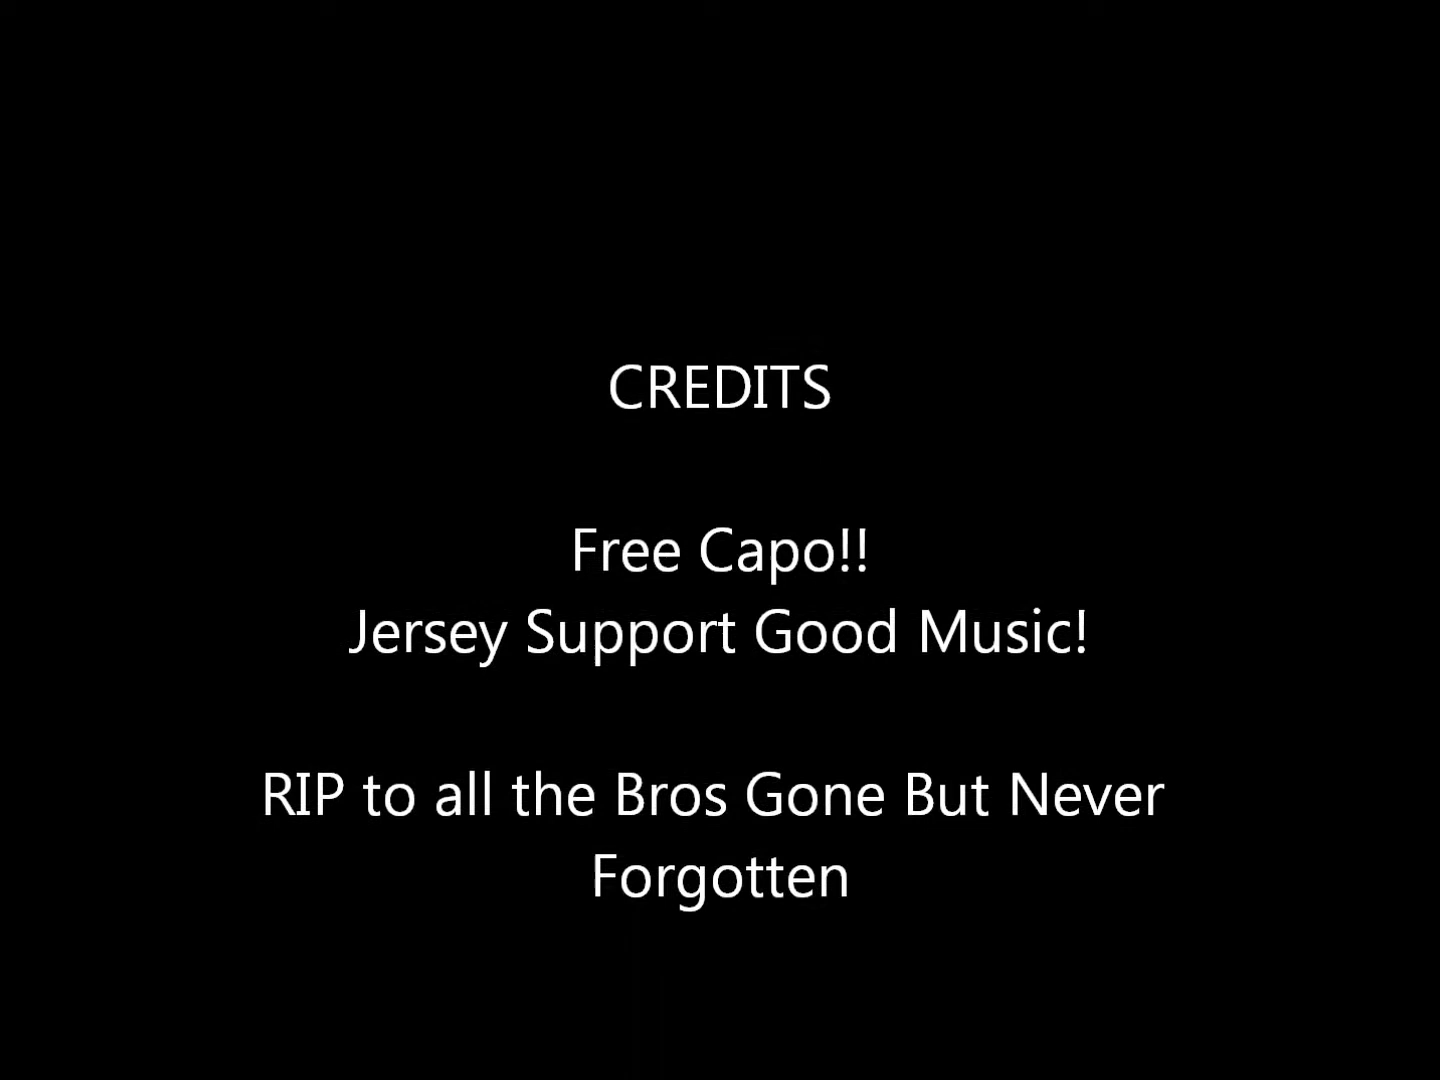 CREDITS
Free Capo!!
Jersey Support Good Music!
RIP to all the Bros Gone But Never
Forgotten